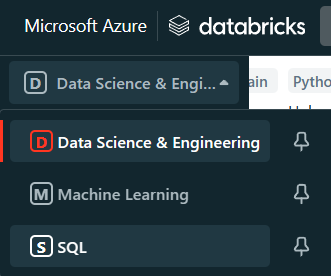 Microsoft Azure databricks
D Data Science & Engi... ain Pytho
D Data Science & Engineering
M Machine Learning
S SQL